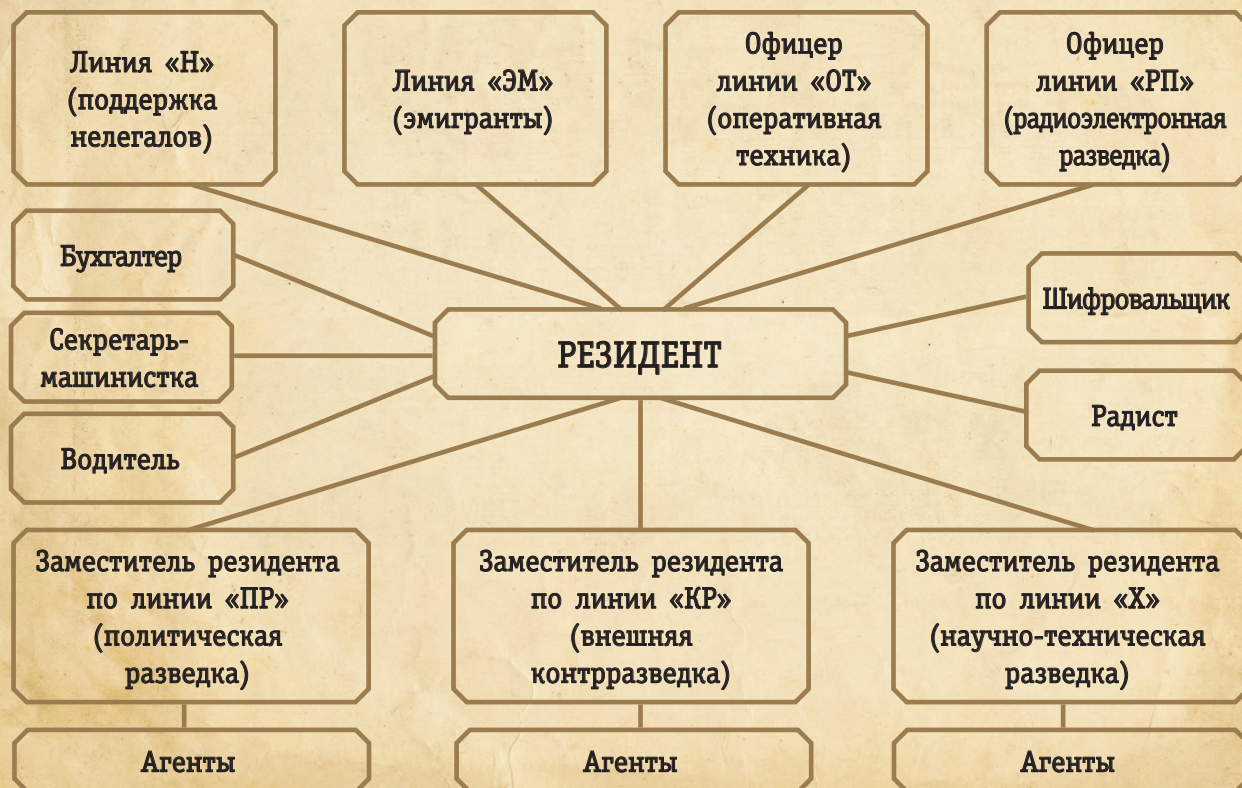 Линия «Н»
(поддержка
нелегалов)
Линия «ЭМ»
(эмигранты)
Офицер
линии «ОТ»
(оперативная
техника)
Офицер
линии «РП»
(радиоэлектронная
разведка)
Бухгалтер
Секретарь-
машинистка
Водитель
РЕЗИДЕНТ
Шифровальщик
Радист
Заместитель резидента
по линии «ПР»
(политическая
разведка)
Заместитель резидента
по линии «КР»
(внешняя
контрразведка)
Заместитель резидента
по линии «Х»
(научно-техническая
разведка)
Агенты
Агенты
Агенты